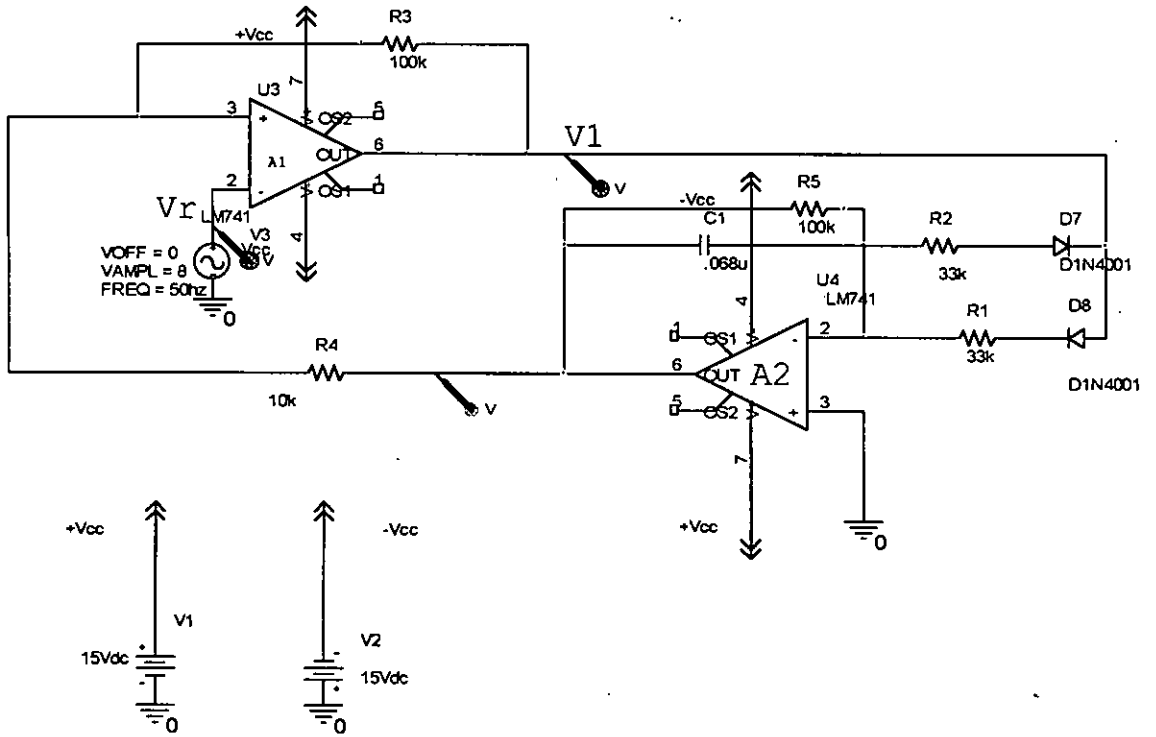 +Vcc
R3
100k
U3
7
3
+
OS2
5
λ1
OUT
6
V1
2
-
OS1
1
Vr
LM741
V3
Vcc
V
4
V
VOFF = 0
VAMPL = 8
FREQ = 50hz
0
-Vcc
R5
100k
C1
.068u
R2
33k
D7
D1N4001
U4
LM741
4
R1
33k
D8
D1N4001
1
OS1
2
-
6
OUT
A2
5
OS2
+
3
7
+Vcc
0
R4
10k
V
+Vcc
-Vcc
V1
+
15Vdc
-
0
V2
-
15Vdc
+
0